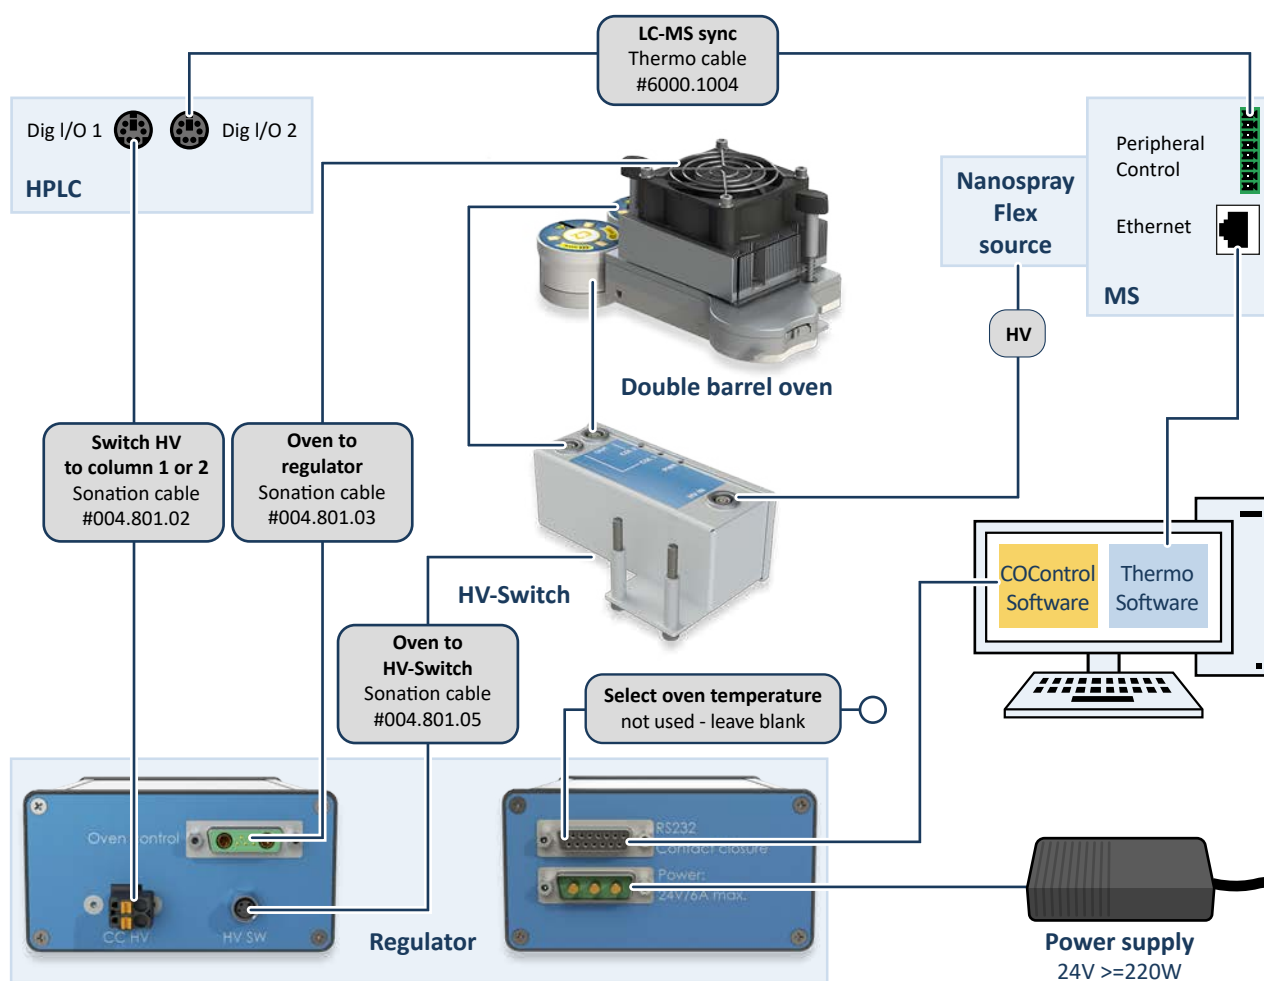 LC-MS sync
Thermo cable
#6000.1004
Dig I/O 1
Dig I/O 2
HPLC
Peripheral
Control
Ethernet
MS
Nanospray
Flex
source
HV
Double barrel oven
Switch HV
to column 1 or 2
Sonation cable
#004.801.02
Oven to
regulator
Sonation cable
#004.801.03
HV-Switch
Oven to
HV-Switch
Sonation cable
#004.801.05
COControl
Software
Thermo
Software
Select oven temperature
not used - leave blank
Oven Control
CC HV
HV SW
Regulator
RS232
Contact closure
Power:
24V/6A max.
Power supply
24V >=220W